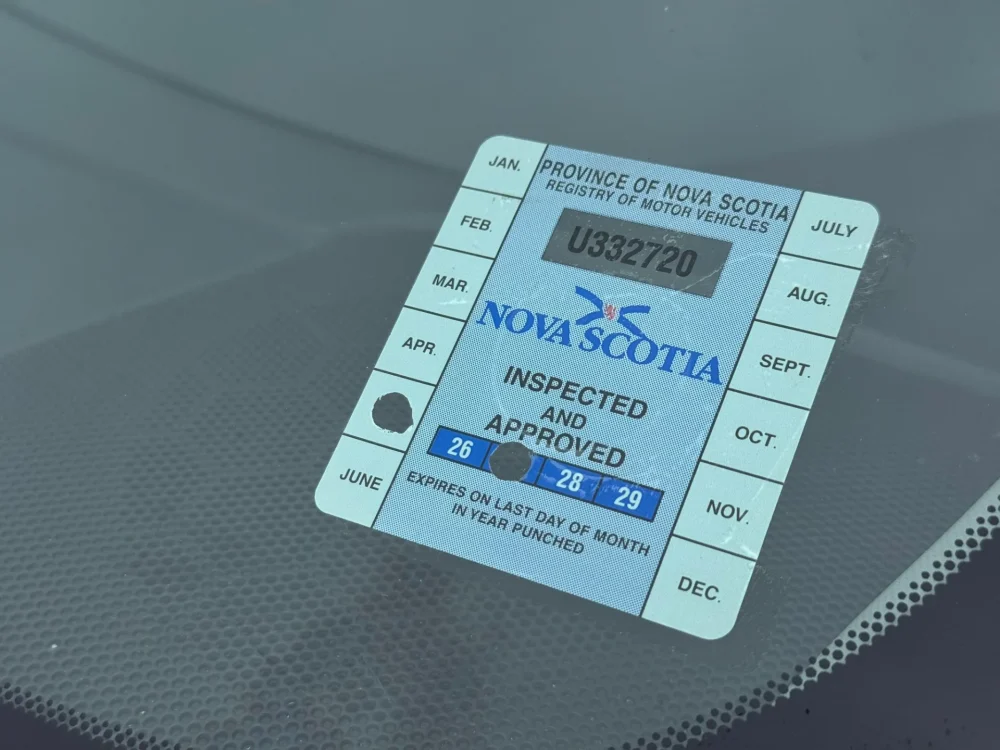 PROVINCE OF NOVA SCOTIA
REGISTRY OF MOTOR VEHICLES
U332720
NOVA SCOTIA
INSPECTED
AND
APPROVED
26 28 29
EXPIRES ON LAST DAY OF MONTH
IN YEAR PUNCHED
JAN.
FEB.
MAR.
APR.
JUNE
JULY
AUG.
SEPT.
OCT.
NOV.
DEC.